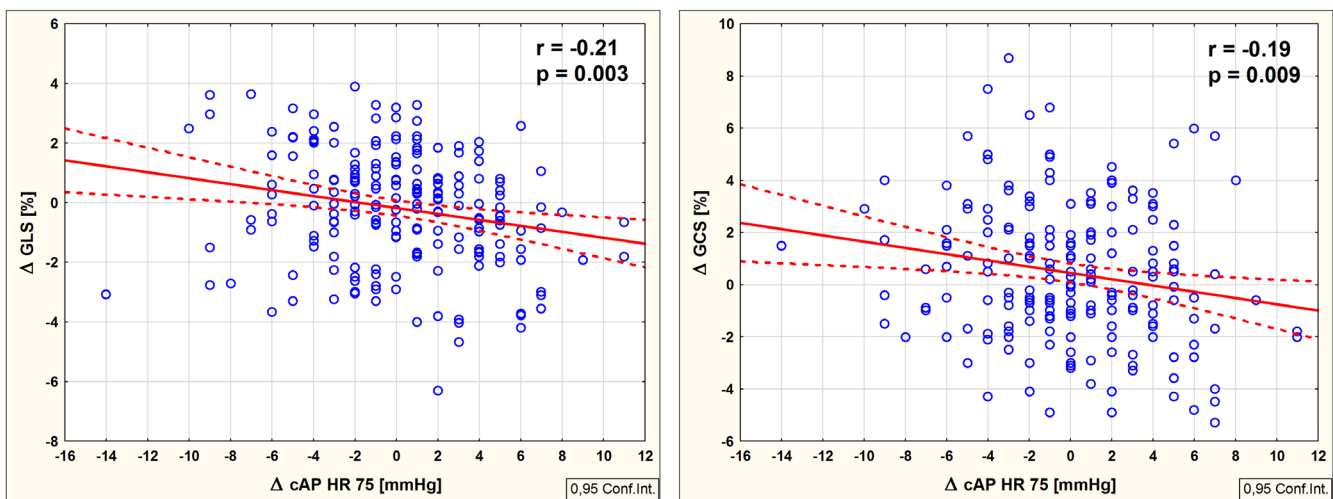 r = -0.21
p = 0.003
6
4
2
0
-2
-4
-6
-8
Δ GLS [%]
-16 -14 -12 -10 -8 -6 -4 -2 0 2 4 6 8 10 12
Δ cAP HR 75 [mmHg]
0,95 Conf.Int.
r = -0.19
p = 0.009
10
8
6
4
2
0
-2
-4
-6
Δ GCS [%]
-16 -14 -12 -10 -8 -6 -4 -2 0 2 4 6 8 10 12
Δ cAP HR 75 [mmHg]
0,95 Conf.Int.